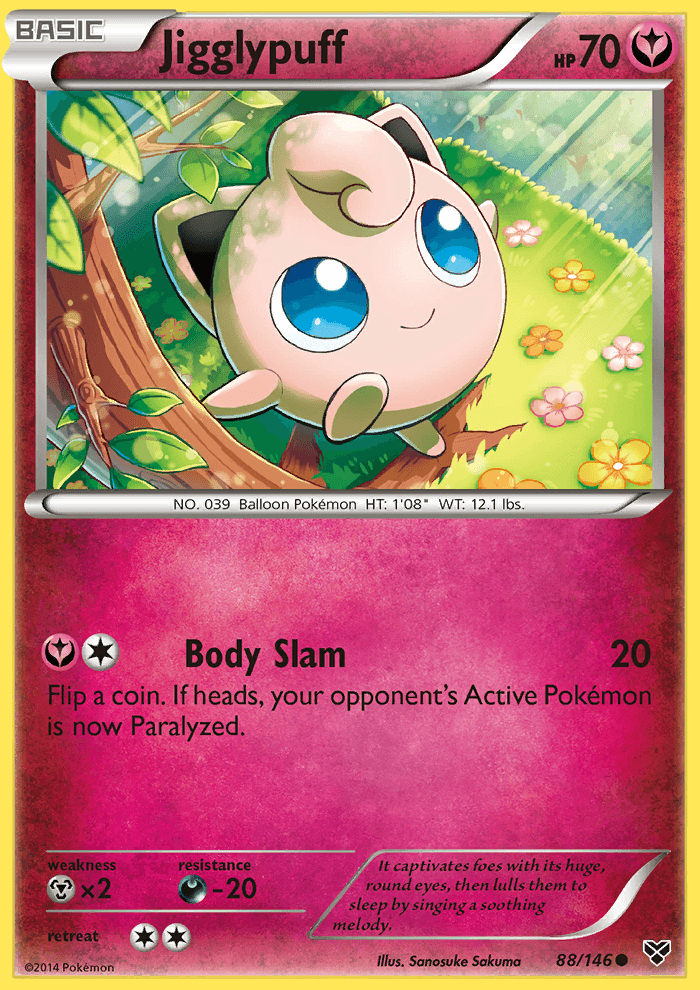 BASIC
Jigglypuff
HP70
NO. 039 Balloon Pokémon HT: 1'08" WT: 12.1 lbs.
Body Slam 20
Flip a coin. If heads, your opponent's Active Pokémon
is now Paralyzed.
weakness
×2
resistance
-20
retreat
It captivates foes with its huge,
round eyes, then lulls them to
sleep by singing a soothing
melody.
©2014 Pokémon
Illus. Sanosuke Sakuma
88/146